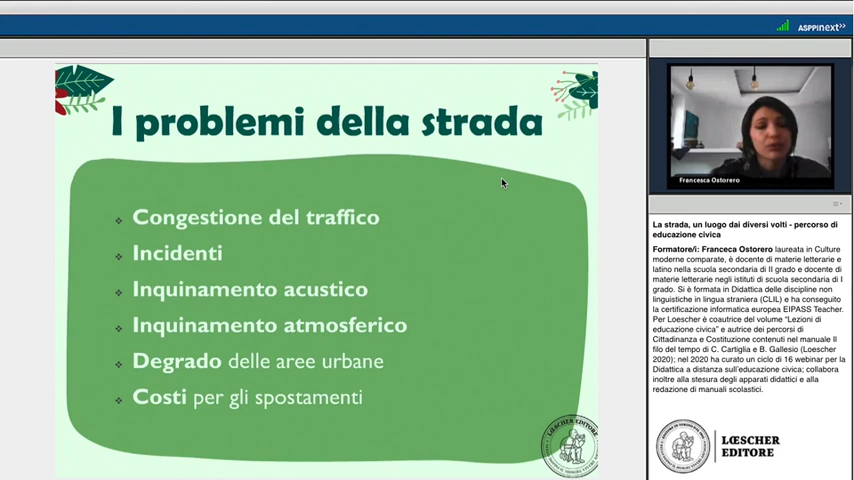 ASPPInext>>
I problemi della strada
Congestione del traffico
Incidenti
Inquinamento acustico
Inquinamento atmosferico
Degrado delle aree urbane
Costi per gli spostamenti
Francesca Ostorero
La strada, un luogo dai diversi volti - percorso di
educazione civica
Formatore/i: Franceca Ostorero laureata in Culture
moderne comparate, è docente di materie letterarie e
latino nella scuola secondaria di II grado e docente di
materie letterarie negli istituti di scuola secondaria di I
grado. Si è formata in Didattica delle discipline non
linguistiche in lingua straniera (CLIL) e ha conseguito
la certificazione informatica europea EIPASS Teacher.
Per Loescher è coautrice del volume “Lezioni di
educazione civica” e autrice dei percorsi di
Cittadinanza e Costituzione contenuti nel manuale Il
filo del tempo di C. Cartiglia e B. Gallesio (Loescher
2020); nel 2020 ha curato un ciclo di 16 webinar per la
Didattica a distanza sull’educazione civica; collabora
inoltre alla stesura degli apparati didattici e alla
redazione di manuali scolastici.
LŒSCHER
EDITORE